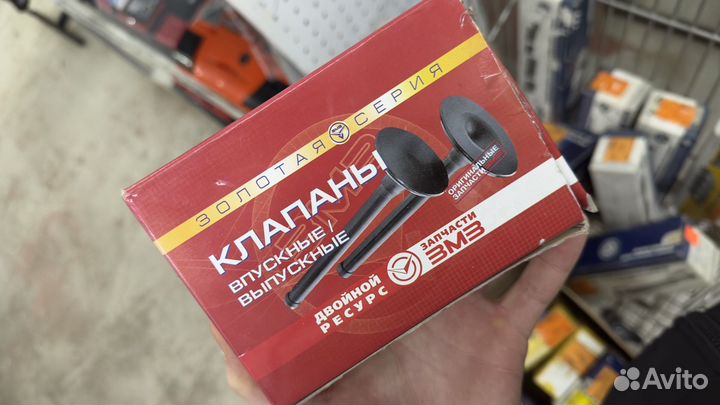 ЗОЛОТАЯ СЕРИЯ
КЛАПАНЫ
ВПУСКНЫЕ /
ВЫПУСКНЫЕ
ОРИГИНАЛЬНЫЕ
ЗАПЧАСТИ
ДВОЙНОЙ
РЕСУРС
ЗАПЧАСТИ
ЗМЗ
Avito